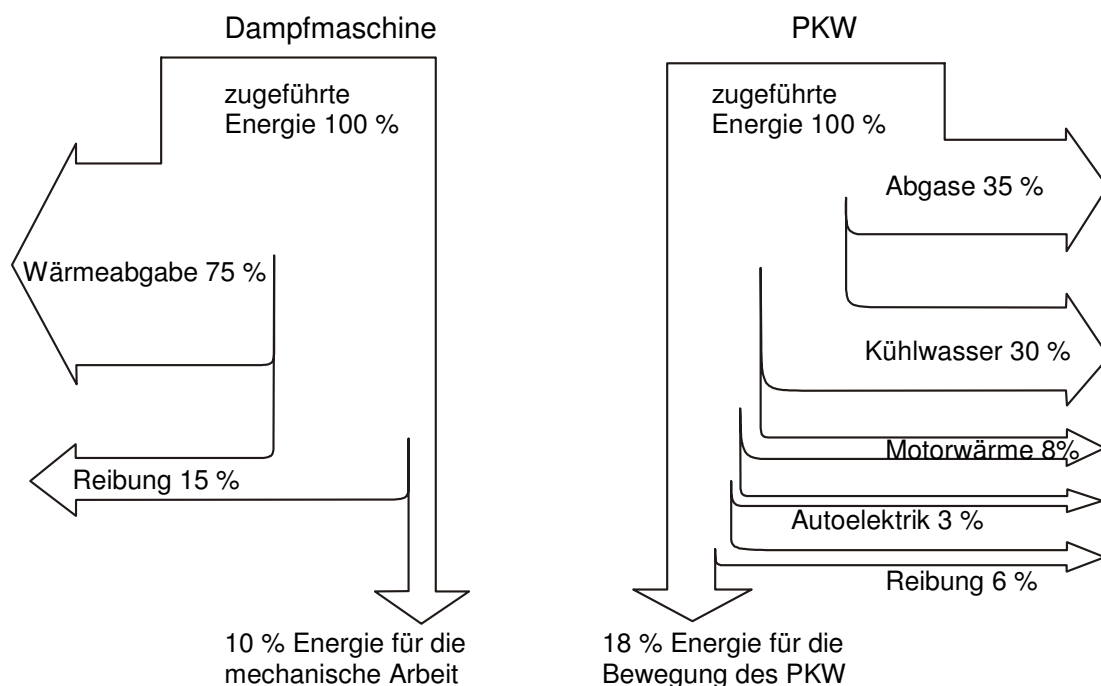 Dampfmaschine
zugeführte
Energie 100 %
Wärmeabgabe 75 %
Reibung 15 %
10 % Energie für die
mechanische Arbeit
PKW
zugeführte
Energie 100 %
Abgase 35 %
Kühlwasser 30 %
Motorwärme 8%
Autoelektrik 3 %
Reibung 6 %
18 % Energie für die
Bewegung des PKW